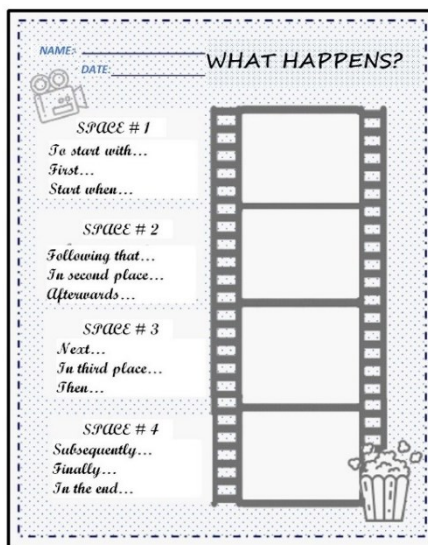 NAME:
WHAT HAPPENS?
DATE:
SPACE # 1
To start with...
First...
Start when...
SPACE # 2
Following that...
In second place...
Afterwards...
SPACE # 3
Next...
In third place...
Then...
SPACE # 4
Subsequently...
Finally...
In the end...